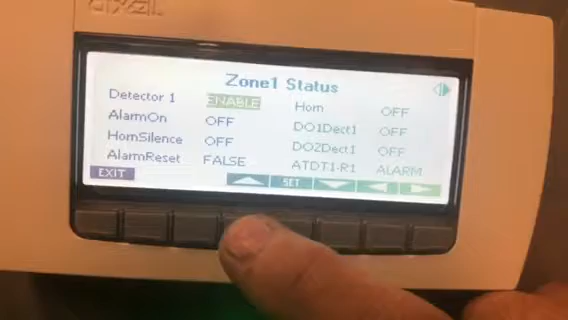 Zone1 Status
Detector 1 ENABLE Horn OFF
AlarmOn OFF DO1Dect1 OFF
HornSilence OFF DO2Dect1 OFF
AlarmReset FALSE ATDT1-R1 ALARM
EXIT SET